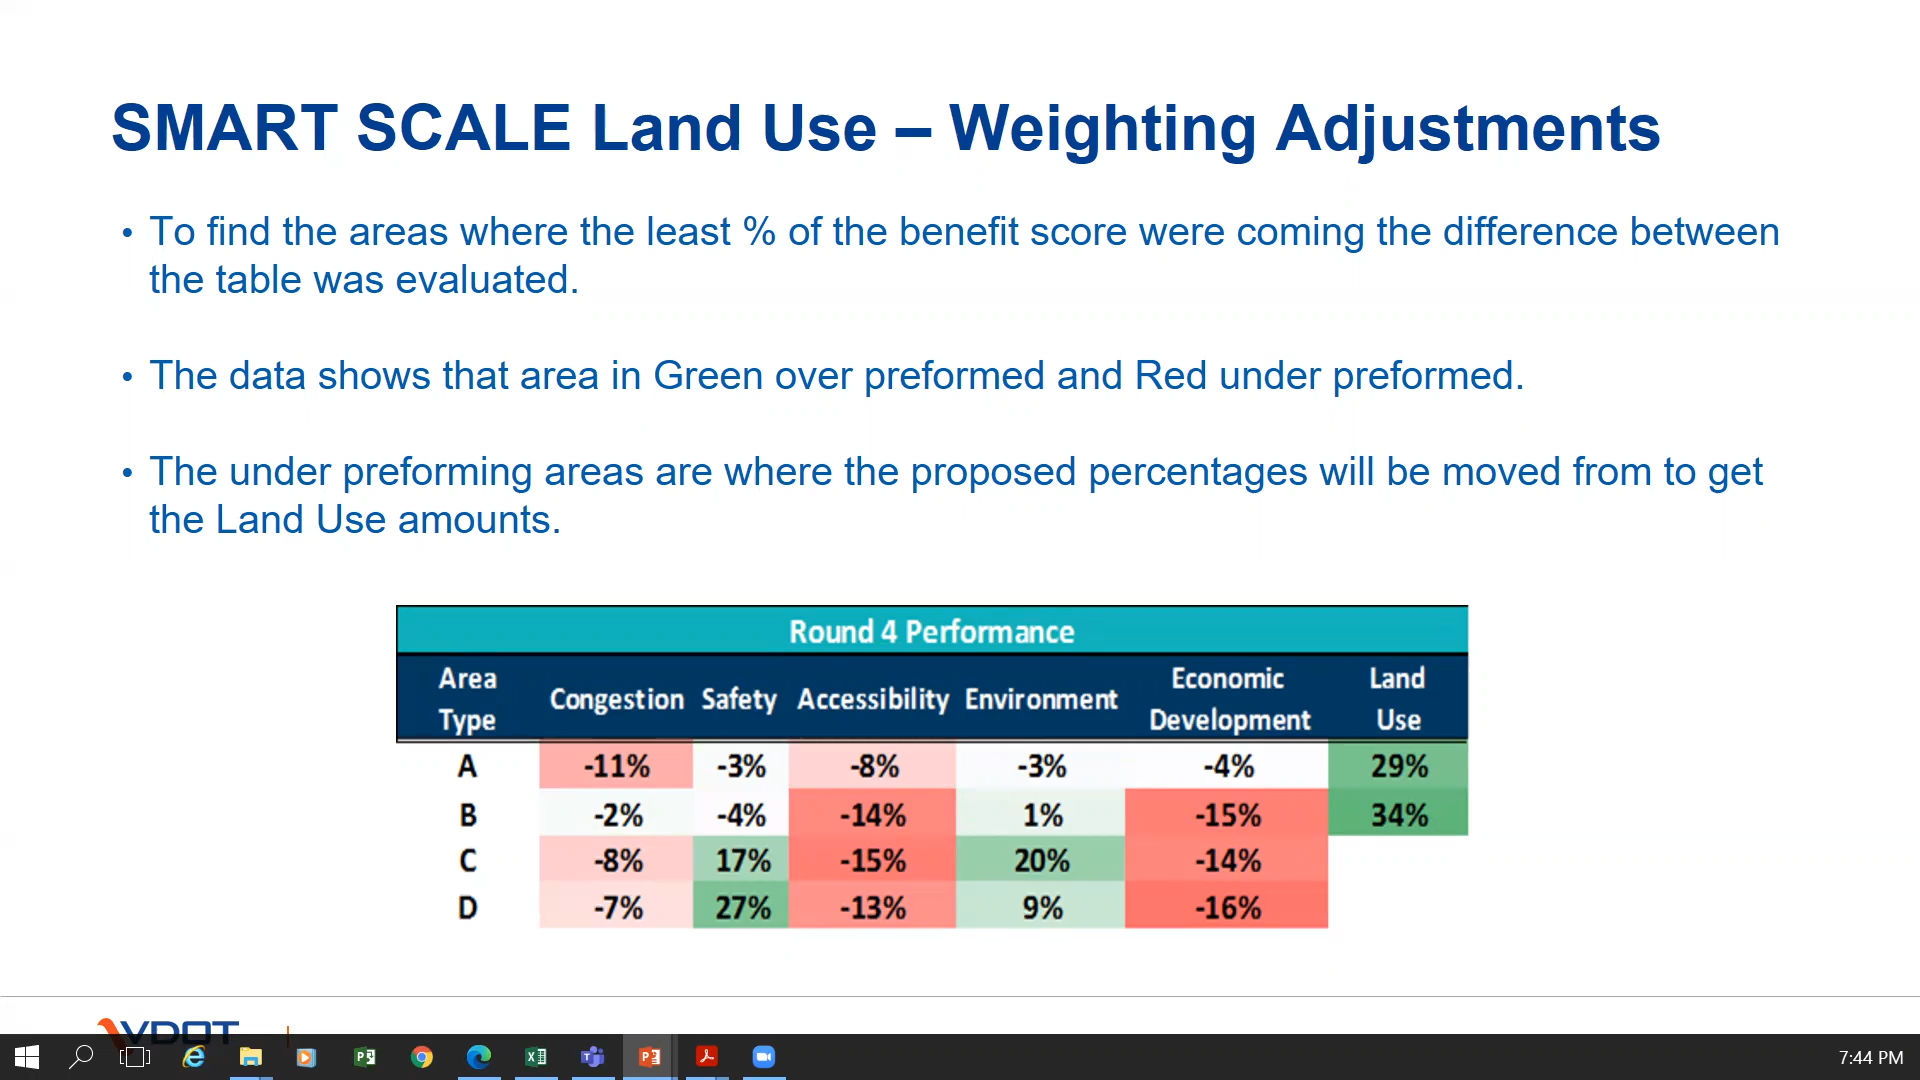 SMART SCALE Land Use – Weighting Adjustments
• To find the areas where the least % of the benefit score were coming the difference between
the table was evaluated.
• The data shows that area in Green over preformed and Red under preformed.
• The under preforming areas are where the proposed percentages will be moved from to get
the Land Use amounts.
Round 4 Performance
Area Type Congestion Safety Accessibility Environment Economic Development Land Use
A -11% -3% -8% -3% -4% 29%
B -2% -4% -14% 1% -15% 34%
C -8% 17% -15% 20% -14%
D -7% 27% -13% 9% -16%
VDOT
7:44 PM